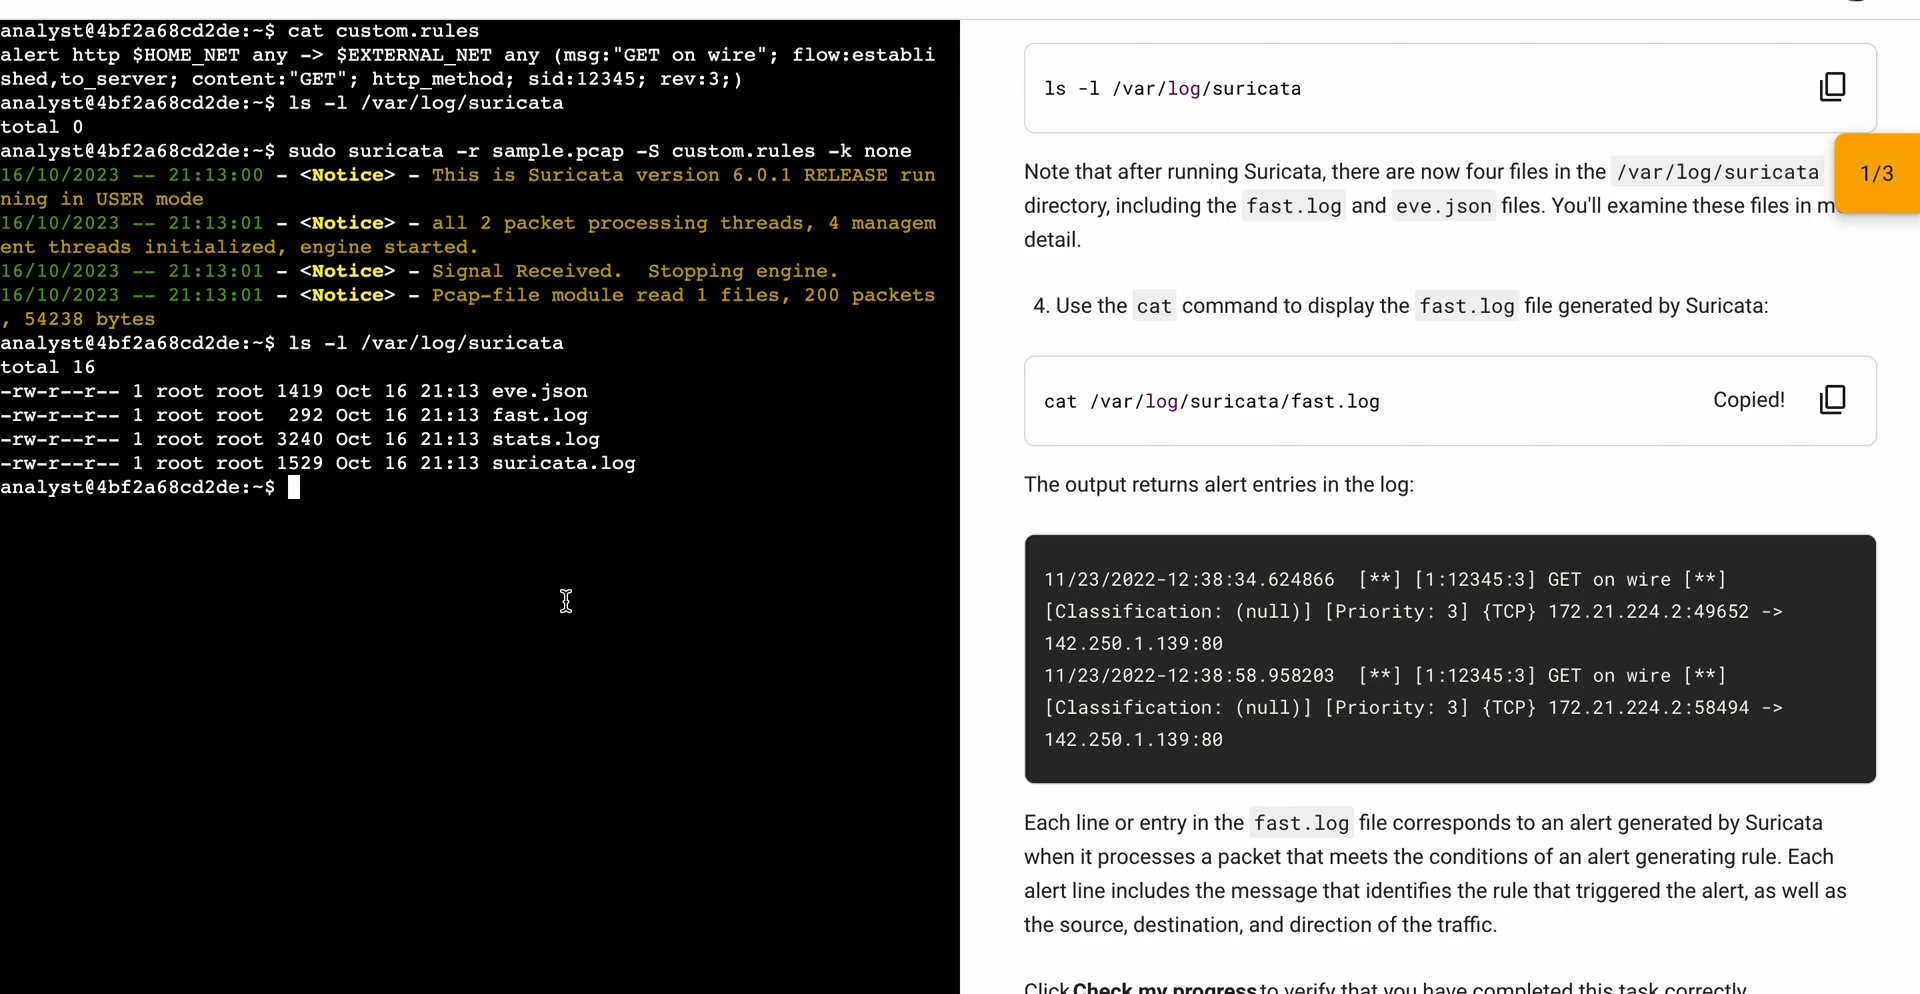 analyst@4bf2a68cd2de:~$ cat custom.rules
alert http $HOME_NET any -> $EXTERNAL_NET any (msg:"GET on wire"; flow:establi
shed,to_server; content:"GET"; http_method; sid:12345; rev:3;)
analyst@4bf2a68cd2de:~$ ls -l /var/log/suricata
total 0
analyst@4bf2a68cd2de:~$ sudo suricata -r sample.pcap -S custom.rules -k none
16/10/2023 -- 21:13:00 - <Notice> - This is Suricata version 6.0.1 RELEASE run
ning in USER mode
16/10/2023 -- 21:13:01 - <Notice> - all 2 packet processing threads, 4 managem
ent threads initialized, engine started.
16/10/2023 -- 21:13:01 - <Notice> - Signal Received.  Stopping engine.
16/10/2023 -- 21:13:01 - <Notice> - Pcap-file module read 1 files, 200 packets
, 54238 bytes
analyst@4bf2a68cd2de:~$ ls -l /var/log/suricata
total 16
-rw-r--r-- 1 root root 1419 Oct 16 21:13 eve.json
-rw-r--r-- 1 root root  292 Oct 16 21:13 fast.log
-rw-r--r-- 1 root root 3240 Oct 16 21:13 stats.log
-rw-r--r-- 1 root root 1529 Oct 16 21:13 suricata.log
analyst@4bf2a68cd2de:~$
ls -l /var/log/suricata
Note that after running Suricata, there are now four files in the /var/log/suricata
1/3
directory, including the fast.log and eve.json files. You'll examine these files in
detail.
4. Use the cat command to display the fast.log file generated by Suricata:
cat /var/log/suricata/fast.log Copied!
The output returns alert entries in the log:
11/23/2022-12:38:34.624866  [**] [1:12345:3] GET on wire [**]
[Classification: (null)] [Priority: 3] {TCP} 172.21.224.2:49652 ->
142.250.1.139:80
11/23/2022-12:38:58.958203  [**] [1:12345:3] GET on wire [**]
[Classification: (null)] [Priority: 3] {TCP} 172.21.224.2:58494 ->
142.250.1.139:80
Each line or entry in the fast.log file corresponds to an alert generated by Suricata
when it processes a packet that meets the conditions of an alert generating rule. Each
alert line includes the message that identifies the rule that triggered the alert, as well as
the source, destination, and direction of the traffic.
Click Check my progress to verify that you have completed this task correctly.